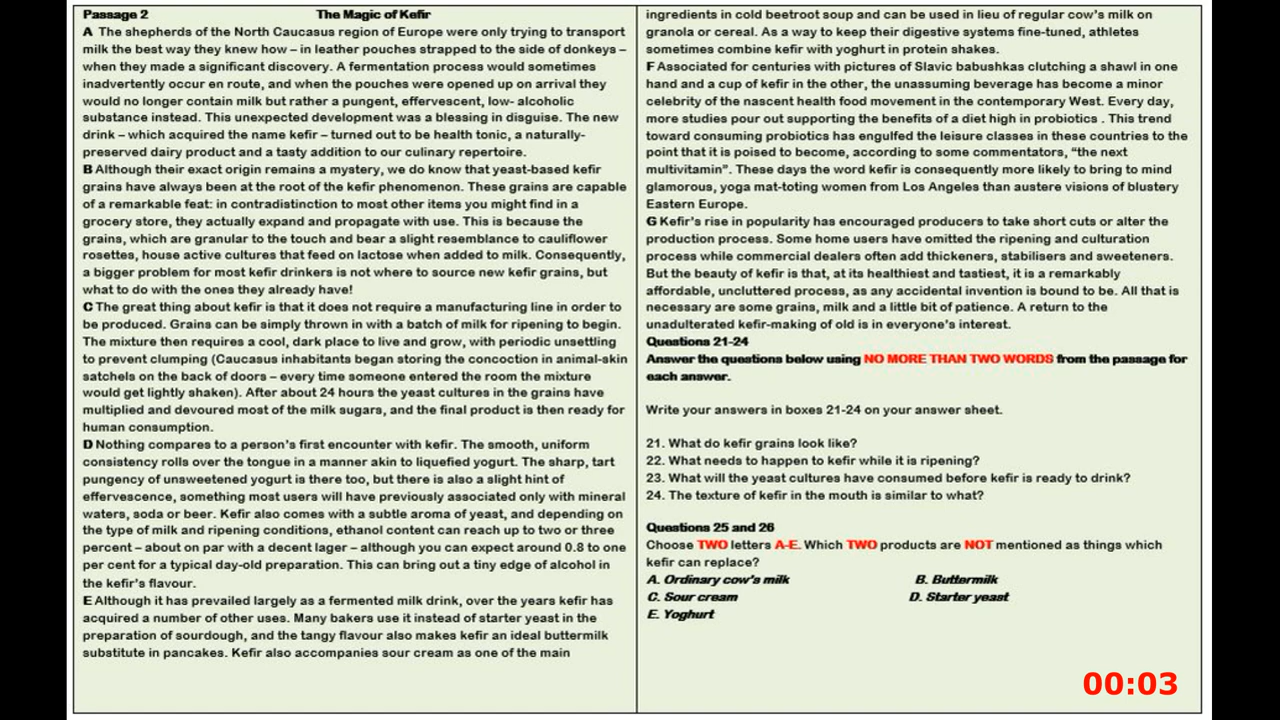 Passage 2 The Magic of Kefir
A The shepherds of the North Caucasus region of Europe were only trying to transport
milk the best way they knew how – in leather pouches strapped to the side of donkeys –
when they made a significant discovery. A fermentation process would sometimes
inadvertently occur en route, and when the pouches were opened up on arrival they
would no longer contain milk but rather a pungent, effervescent, low- alcoholic
substance instead. This unexpected development was a blessing in disguise. The new
drink – which acquired the name kefir – turned out to be health tonic, a naturally-
preserved dairy product and a tasty addition to our culinary repertoire.
B Although their exact origin remains a mystery, we do know that yeast-based kefir
grains have always been at the root of the kefir phenomenon. These grains are capable
of a remarkable feat: in contradistinction to most other items you might find in a
grocery store, they actually expand and propagate with use. This is because the
grains, which are granular to the touch and bear a slight resemblance to cauliflower
rosettes, house active cultures that feed on lactose when added to milk. Consequently,
a bigger problem for most kefir drinkers is not where to source new kefir grains, but
what to do with the ones they already have!
C The great thing about kefir is that it does not require a manufacturing line in order to
be produced. Grains can be simply thrown in with a batch of milk for ripening to begin.
The mixture then requires a cool, dark place to live and grow, with periodic unsettling
to prevent clumping (Caucasus inhabitants began storing the concoction in animal-skin
satchels on the back of doors – every time someone entered the room the mixture
would get lightly shaken). After about 24 hours the yeast cultures in the grains have
multiplied and devoured most of the milk sugars, and the final product is then ready for
human consumption.
D Nothing compares to a person's first encounter with kefir. The smooth, uniform
consistency rolls over the tongue in a manner akin to liquefied yogurt. The sharp, tart
pungency of unsweetened yogurt is there too, but there is also a slight hint of
effervescence, something most users will have previously associated only with mineral
waters, soda or beer. Kefir also comes with a subtle aroma of yeast, and depending on
the type of milk and ripening conditions, ethanol content can reach up to two or three
percent – about on par with a decent lager – although you can expect around 0.8 to one
per cent for a typical day-old preparation. This can bring out a tiny edge of alcohol in
the kefir's flavour.
E Although it has prevailed largely as a fermented milk drink, over the years kefir has
acquired a number of other uses. Many bakers use it instead of starter yeast in the
preparation of sourdough, and the tangy flavour also makes kefir an ideal buttermilk
substitute in pancakes. Kefir also accompanies sour cream as one of the main
ingredients in cold beetroot soup and can be used in lieu of regular cow's milk on
granola or cereal. As a way to keep their digestive systems fine-tuned, athletes
sometimes combine kefir with yoghurt in protein shakes.
F Associated for centuries with pictures of Slavic babushkas clutching a shawl in one
hand and a cup of kefir in the other, the unassuming beverage has become a minor
celebrity of the nascent health food movement in the contemporary West. Every day,
more studies pour out supporting the benefits of a diet high in probiotics . This trend
toward consuming probiotics has engulfed the leisure classes in these countries to the
point that it is poised to become, according to some commentators, "the next
multivitamin". These days the word kefir is consequently more likely to bring to mind
glamorous, yoga mat-toting women from Los Angeles than austere visions of blustery
Eastern Europe.
G Kefir's rise in popularity has encouraged producers to take short cuts or alter the
production process. Some home users have omitted the ripening and culturation
process while commercial dealers often add thickeners, stabilisers and sweeteners.
But the beauty of kefir is that, at its healthiest and tastiest, it is a remarkably
affordable, uncluttered process, as any accidental invention is bound to be. All that is
necessary are some grains, milk and a little bit of patience. A return to the
unadulterated kefir-making of old is in everyone's interest.
Questions 21-24
Answer the questions below using NO MORE THAN TWO WORDS from the passage for
each answer.
Write your answers in boxes 21-24 on your answer sheet.
21. What do kefir grains look like?
22. What needs to happen to kefir while it is ripening?
23. What will the yeast cultures have consumed before kefir is ready to drink?
24. The texture of kefir in the mouth is similar to what?
Questions 25 and 26
Choose TWO letters A-E. Which TWO products are NOT mentioned as things which
kefir can replace?
A. Ordinary cow's milk B. Buttermilk
C. Sour cream D. Starter yeast
E. Yoghurt
00:03